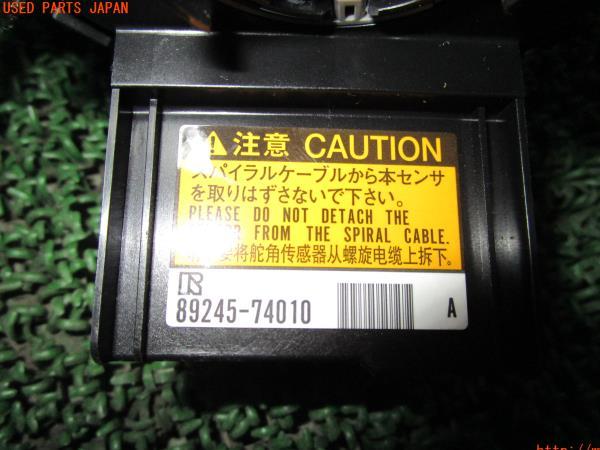 USED PARTS JAPAN
注意 CAUTION
スパイラルケーブルから本センサ
を取りはずさないで下さい。
PLEASE DO NOT DETACH THE
FROM THE SPIRAL CABLE.
要将舵角传感器从螺旋电缆上拆下。
R
89245-74010 A